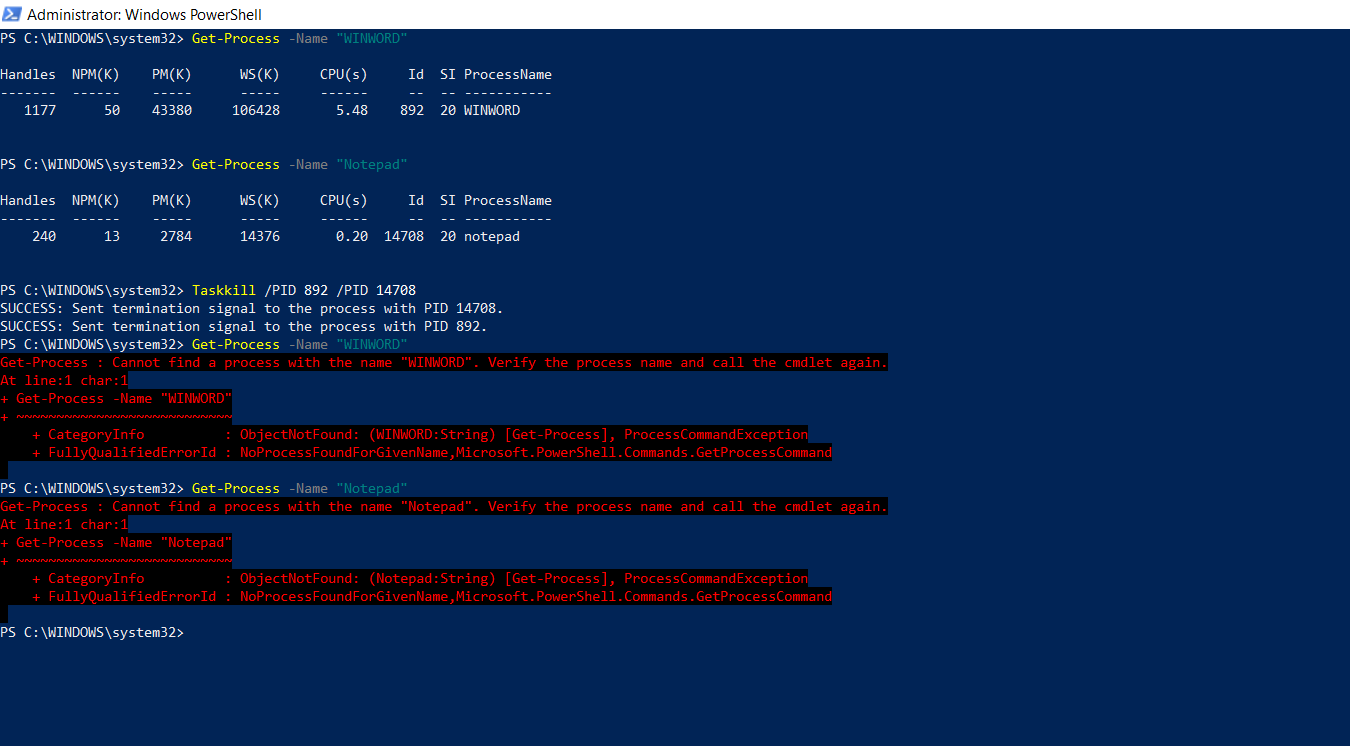 Administrator: Windows PowerShell
PS C:\WINDOWS\system32> Get-Process -Name "WINWORD"
Handles  NPM(K)    PM(K)      WS(K)     CPU(s)     Id  SI ProcessName
-------  ------    -----      -----     ------     --  -- -----------
   1177      50    43380     106428       5.48    892  20 WINWORD
PS C:\WINDOWS\system32> Get-Process -Name "Notepad"
Handles  NPM(K)    PM(K)      WS(K)     CPU(s)     Id  SI ProcessName
-------  ------    -----      -----     ------     --  -- -----------
    240      13     2784      14376       0.20  14708  20 notepad
PS C:\WINDOWS\system32> Taskkill /PID 892 /PID 14708
SUCCESS: Sent termination signal to the process with PID 14708.
SUCCESS: Sent termination signal to the process with PID 892.
PS C:\WINDOWS\system32> Get-Process -Name "WINWORD"
Get-Process : Cannot find a process with the name "WINWORD". Verify the process name and call the cmdlet again.
At line:1 char:1
+ Get-Process -Name "WINWORD"
+ ~~~~~~~~~~~~~~~~~~~~~~~~~~~
    + CategoryInfo          : ObjectNotFound: (WINWORD:String) [Get-Process], ProcessCommandException
    + FullyQualifiedErrorId : NoProcessFoundForGivenName,Microsoft.PowerShell.Commands.GetProcessCommand
PS C:\WINDOWS\system32> Get-Process -Name "Notepad"
Get-Process : Cannot find a process with the name "Notepad". Verify the process name and call the cmdlet again.
At line:1 char:1
+ Get-Process -Name "Notepad"
+ ~~~~~~~~~~~~~~~~~~~~~~~~~~~
    + CategoryInfo          : ObjectNotFound: (Notepad:String) [Get-Process], ProcessCommandException
    + FullyQualifiedErrorId : NoProcessFoundForGivenName,Microsoft.PowerShell.Commands.GetProcessCommand
PS C:\WINDOWS\system32>